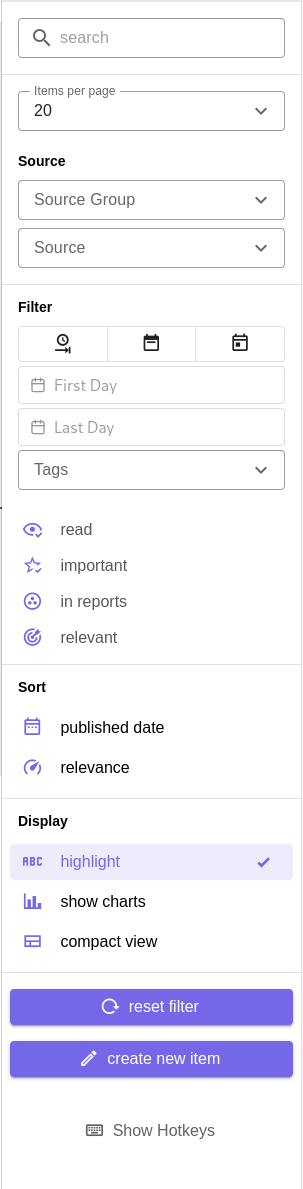 search
Items per page
20
Source
Source Group
Source
Filter
First Day
Last Day
Tags
read
important
in reports
relevant
Sort
published date
relevance
Display
ABC highlight
show charts
compact view
reset filter
create new item
Show Hotkeys